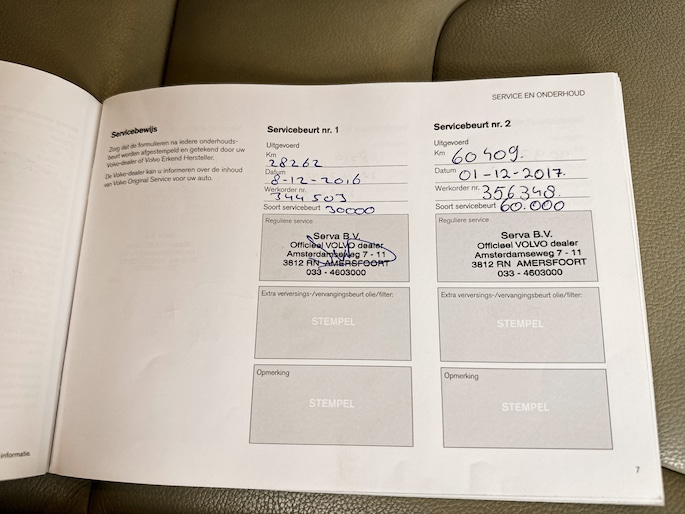 SERVICE EN ONDERHOUD
Servicebewijs
Zorg dat de formulieren na iedere onderhouds-
beurt worden afgestempeld en getekend door uw
Volvo-dealer of Volvo Erkend Hersteller.
De Volvo-dealer kan u informeren over de inhoud
van Volvo Original Service voor uw auto.
Servicebeurt nr. 1
Uitgevoerd
Km 28262
Datum 8-12-2016
Werkorder nr. 344503
Soort servicebeurt 30000
Reguliere service
Serva B.V.
Officieel VOLVO dealer
Amsterdamseweg 7 - 11
3812 RN AMERSFOORT
033 - 4603000
Extra verversings-/vervangingsbeurt olie/filter:
STEMPEL
Opmerking
STEMPEL
Servicebeurt nr. 2
Uitgevoerd
Km 60409.
Datum 01-12-2017.
Werkorder nr. 356348.
Soort servicebeurt 60.000
Reguliere service
Serva B.V.
Officieel VOLVO dealer
Amsterdamseweg 7 - 11
3812 RN AMERSFOORT
033 - 4603000
Extra verversings-/vervangingsbeurt olie/filter:
STEMPEL
Opmerking
STEMPEL
informatie.
7